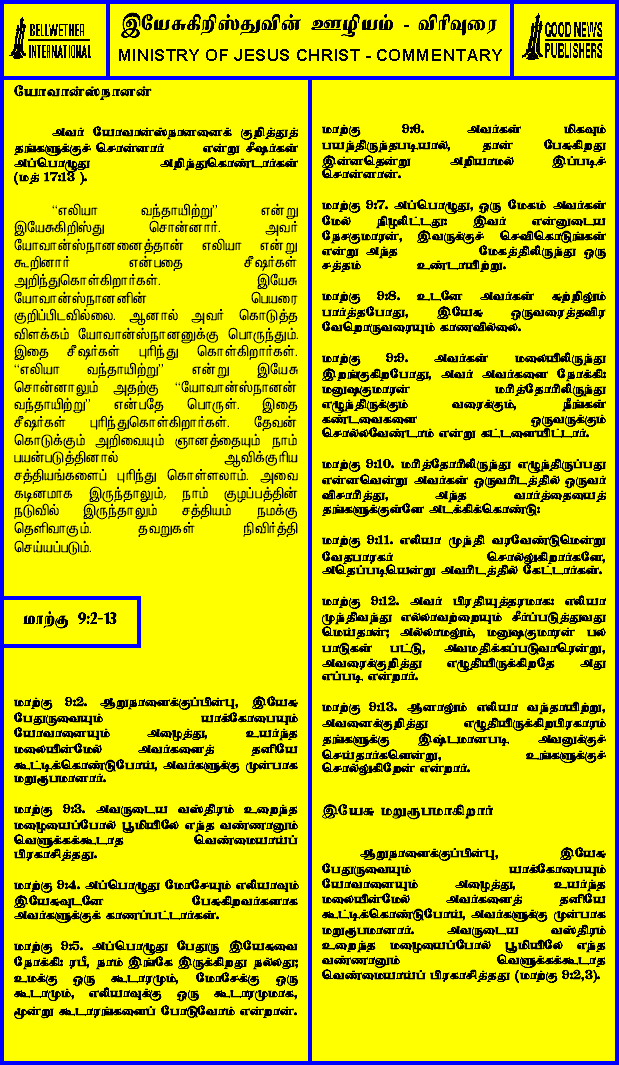 BELLWETHER
INTERNATIONAL
இயேசுகிறிஸ்துவின் ஊழியம் - விரிவுரை
MINISTRY OF JESUS CHRIST - COMMENTARY
GOOD NEWS
PUBLISHERS
யோவான்ஸ்நானன்
அவர் யோவான்ஸ்நானனைக் குறித்துத்
தங்களுக்குச் சொன்னார் என்று சீஷர்கள்
அப்பொழுது அறிந்துகொண்டார்கள்
(மத் 17:13 ).
“எலியா வந்தாயிற்று” என்று
இயேசுகிறிஸ்து சொன்னார். அவர்
யோவான்ஸ்நானனைத்தான் எலியா என்று
கூறினார் என்பதை சீஷர்கள்
அறிந்துகொள்கிறார்கள். இயேசு
யோவான்ஸ்நானனின் பெயரை
குறிப்பிடவில்லை. ஆனால் அவர் கொடுத்த
விளக்கம் யோவான்ஸ்நானனுக்கு பொருந்தும்.
இதை சீஷர்கள் புரிந்து கொள்கிறார்கள்.
“எலியா வந்தாயிற்று” என்று இயேசு
சொன்னாலும் அதற்கு “யோவான்ஸ்நானன்
வந்தாயிற்று” என்பதே பொருள். இதை
சீஷர்கள் புரிந்துகொள்கிறார்கள். தேவன்
கொடுக்கும் அறிவையும் ஞானத்தையும் நாம்
பயன்படுத்தினால் ஆவிக்குரிய
சத்தியங்களைப் புரிந்து கொள்ளலாம். அவை
கடினமாக இருந்தாலும், நாம் குழப்பத்தின்
நடுவில் இருந்தாலும் சத்தியம் நமக்கு
தெளிவாகும். தவறுகள் நிவிர்த்தி
செய்யப்படும்.
மாற்கு 9:2-13
மாற்கு 9:2. ஆறுநாளைக்குப்பின்பு, இயேசு
பேதுருவையும் யாக்கோபையும்
யோவானையும் அழைத்து, உயர்ந்த
மலையின்மேல் அவர்களைத் தனியே
கூட்டிக்கொண்டுபோய், அவர்களுக்கு முன்பாக
மறுரூபமானார்.
மாற்கு 9:3. அவருடைய வஸ்திரம் உறைந்த
மழையைப்போல் பூமியிலே எந்த வண்ணானும்
வெளுக்கக்கூடாத வெண்மையாய்ப்
பிரகாசித்தது.
மாற்கு 9:4. அப்பொழுது மோசேயும் எலியாவும்
இயேசுவுடனே பேசுகிறவர்களாக
அவர்களுக்குக் காணப்பட்டார்கள்.
மாற்கு 9:5. அப்பொழுது பேதுரு இயேசுவை
நோக்கி: ரபீ, நாம் இங்கே இருக்கிறது நல்லது;
உமக்கு ஒரு கூடாரமும், மோசேக்கு ஒரு
கூடாமும், எலியாவுக்கு ஒரு கூடாரமுமாக,
மூன்று கூடாரங்களைப் போடுவோம் என்றான்.
மாற்கு 9:6. அவர்கள் மிகவும்
பயந்திருந்தபடியால், தான் பேசுகிறது
இன்னதென்று அறியாமல் இப்படிச்
சொன்னான்.
மாற்கு 9:7. அப்பொழுது, ஒரு மேகம் அவர்கள்
மேல் நிழலிட்டது: இவர் என்னுடைய
நேசகுமாரன், இவருக்குச் செவிகொடுங்கள்
என்று அந்த மேகத்திலிருந்து ஒரு
சத்தம் உண்டாயிற்று.
மாற்கு 9:8. உடனே அவர்கள் சுற்றிலும்
பார்த்தபோது, இயேசு ஒருவரைத்தவிர
வேறொருவரையும் காணவில்லை.
மாற்கு 9:9. அவர்கள் மலையிலிருந்து
இறங்குகிறபோது, அவர் அவர்களை நோக்கி:
மனுஷகுமாரன் மரித்தோரிலிருந்து
எழுந்திருக்கும் வரைக்கும், நீங்கள்
கண்டவைகளை ஒருவருக்கும்
சொல்லவேண்டாம் என்று கட்டளையிட்டார்.
மாற்கு 9:10. மரித்தோரிலிருந்து எழுந்திருப்பது
என்னவென்று அவர்கள் ஒருவரிடத்தில் ஒருவர்
விசாரித்து, அந்த வார்த்தையைத்
தங்களுக்குள்ளே அடக்கிக்கொண்டு:
மாற்கு 9:11. எலியா முந்தி வரவேண்டுமென்று
வேதபாரகர் சொல்லுகிறார்களே,
அதெப்படியென்று அவரிடத்தில் கேட்டார்கள்.
மாற்கு 9:12. அவர் பிரதியுத்தரமாக: எலியா
முந்திவந்து எல்லாவற்றையும் சீர்ப்படுத்துவது
மெய்தான்; அல்லாமலும், மனுஷகுமாரன் பல
பாடுகள் பட்டு, அவமதிக்கப்படுவாரென்று,
அவரைக்குறித்து எழுதியிருக்கிறதே அது
எப்படி என்றார்.
மாற்கு 9:13. ஆனாலும் எலியா வந்தாயிற்று,
அவனைக்குறித்து எழுதியிருக்கிறபிரகாரம்
தங்களுக்கு இஷ்டமானபடி அவனுக்குச்
செய்தார்களென்று, உங்களுக்குச்
சொல்லுகிறேன் என்றார்.
இயேசு மறுரூபமாகிறார்
ஆறுநாளைக்குப்பின்பு, இயேசு
பேதுருவையும் யாக்கோபையும்
யோவானையும் அழைத்து, உயர்ந்த
மலையின்மேல் அவர்களைத் தனியே
கூட்டிக்கொண்டுபோய், அவர்களுக்கு முன்பாக
மறுரூபமானார். அவருடைய வஸ்திரம்
உறைந்த மழையைப்போல் பூமியிலே எந்த
வண்ணானும் வெளுக்கக்கூடாத
வெண்மையாய்ப் பிரகாசித்தது (மாற்கு 9:2,3).